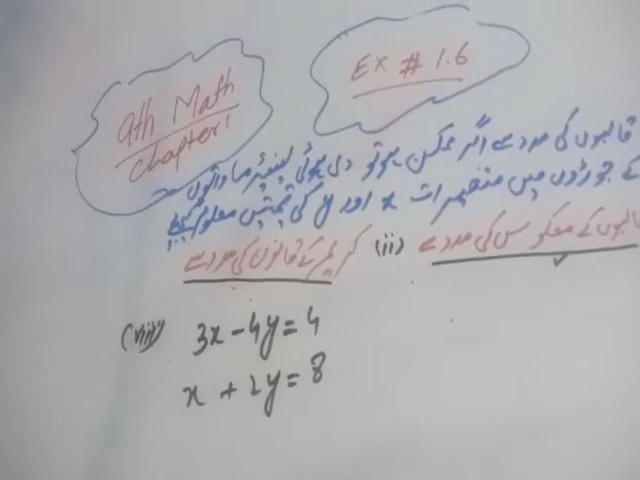 9th Math
Chapter 1
EX # 1.6
قالبوں کی مدد سے اگر ممکن ہو تو دی ہوئی لینیئر مساواتوں
کے جوڑوں میں متغیرات x اور y کی قیمتیں معلوم کیجئے
قالبوں کے معکوس کی مدد سے (ii) کریمر کے قانون کی مدد سے
(viii) 3x - 4y = 4
x + 2y = 8